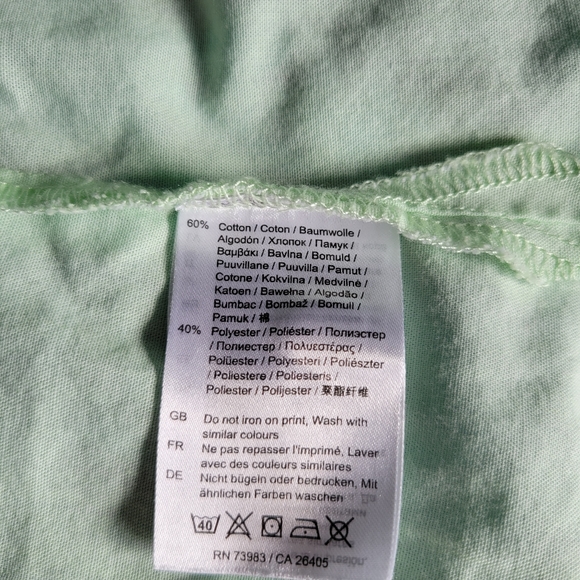 60% Cotton / Coton / Baumwolle /
Algodón / Хлопок / Памук /
Βαμβάκι / Bavlna / Bomuld /
Puuvillane / Puuvilla / Pamut /
Cotone / Kokvilna / Medvilnė /
Katoen / Bawełna / Algodão /
Bumbac / Bombaž / Bomull /
Pamuk / 棉
40% Polyester / Poliéster / Полиэстер
/ Полиестер / Πολυεστέρας /
Polüester / Polyesteri / Poliészter
/ Poliestere / Poliesteris /
Poliester / Polijester / 聚酯纤维
GB Do not iron on print, Wash with
similar colours
FR Ne pas repasser l'imprimé, Laver
avec des couleurs similaires
DE Nicht bügeln oder bedrucken, Mit
ähnlichen Farben waschen
40
RN 73983 / CA 26405